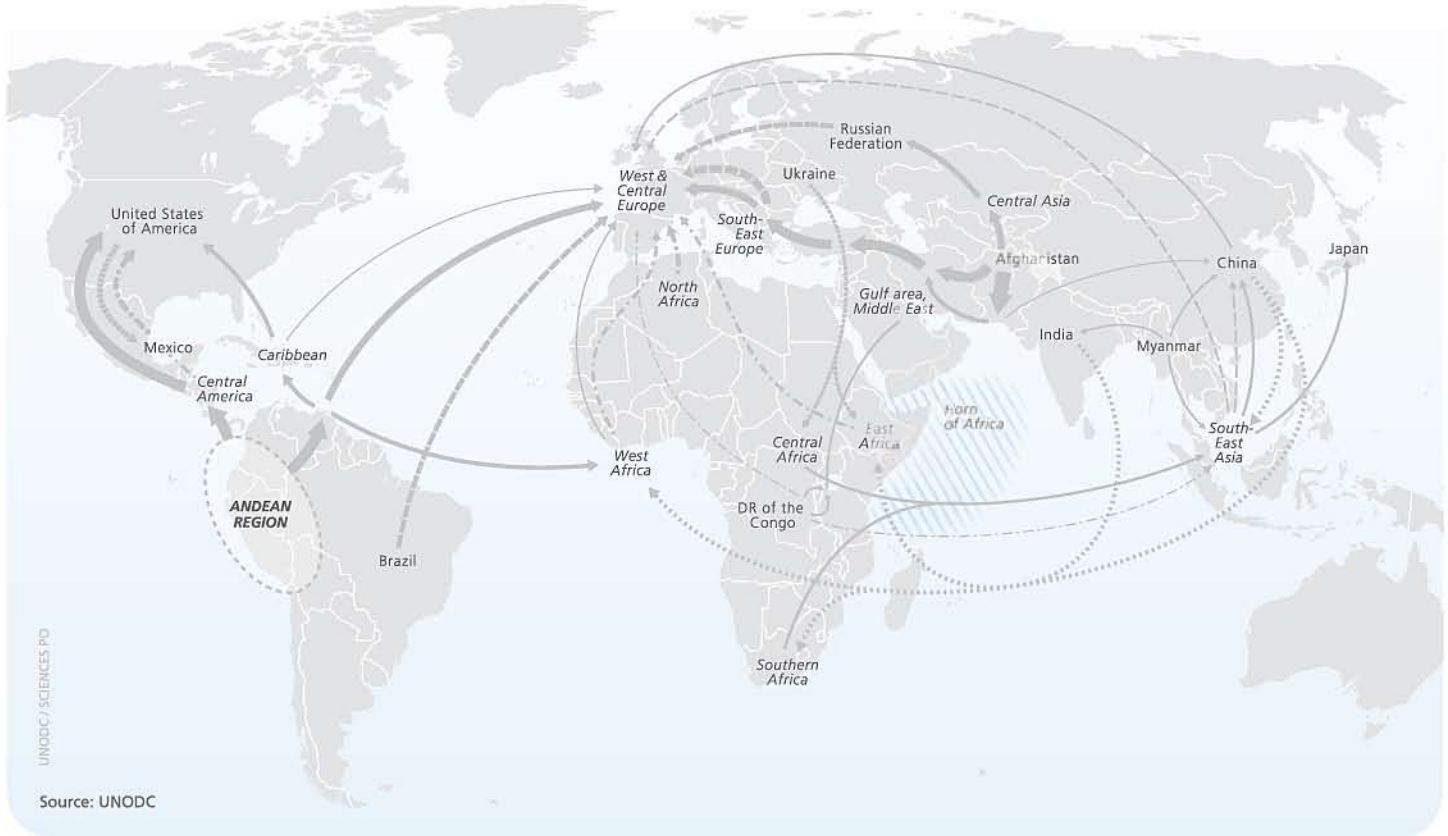 Russian
Federation
West &
Central
Europe
Ukraine
Central Asia
United States
of America
South-
East
Europe
Japan
Afghanistan
China
North
Africa
Gulf area,
Middle East
India
Myanmar
Mexico
Caribbean
Central
America
Horn
of Africa
East
Africa
Central
Africa
South-
East
Asia
West
Africa
ANDEAN
REGION
DR of the
Congo
Brazil
Southern
Africa
UNODC / SCIENCES PO
Source: UNODC